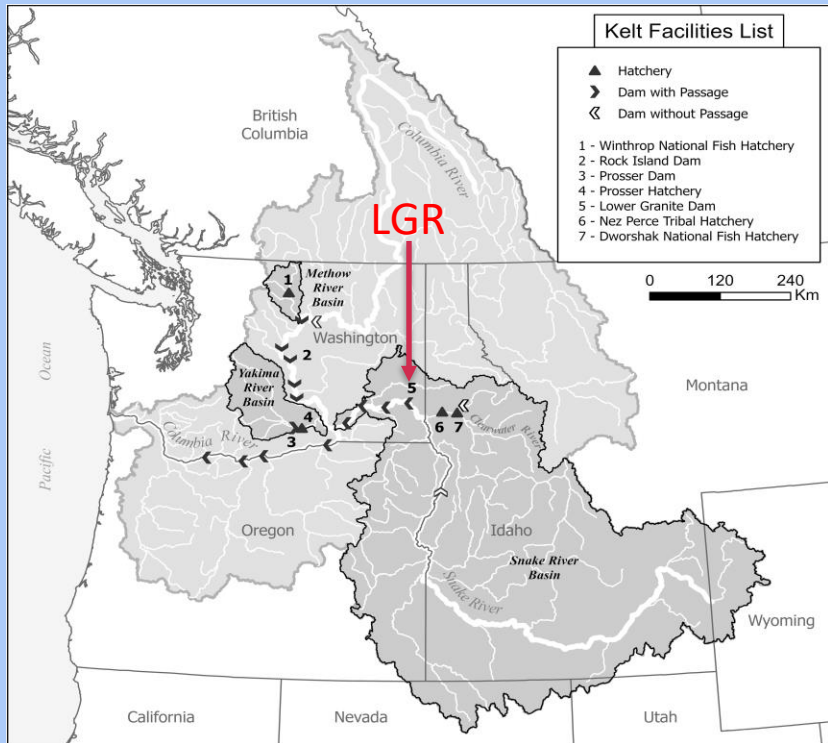 Kelt Facilities List
Hatchery
Dam with Passage
Dam without Passage
1 - Winthrop National Fish Hatchery
2 - Rock Island Dam
3 - Prosser Dam
4 - Prosser Hatchery
5 - Lower Granite Dam
6 - Nez Perce Tribal Hatchery
7 - Dworshak National Fish Hatchery
0 120 240
Km
British
Columbia
Columbia River
LGR
1
Methow
River
Basin
Washington
2
Yakima
River
Basin
4
3
5
6 7
Clearwater
River
Montana
Ocean
Pacific
Columbia River
Oregon
Idaho
Snake River
Basin
Snake River
Wyoming
California
Nevada
Utah